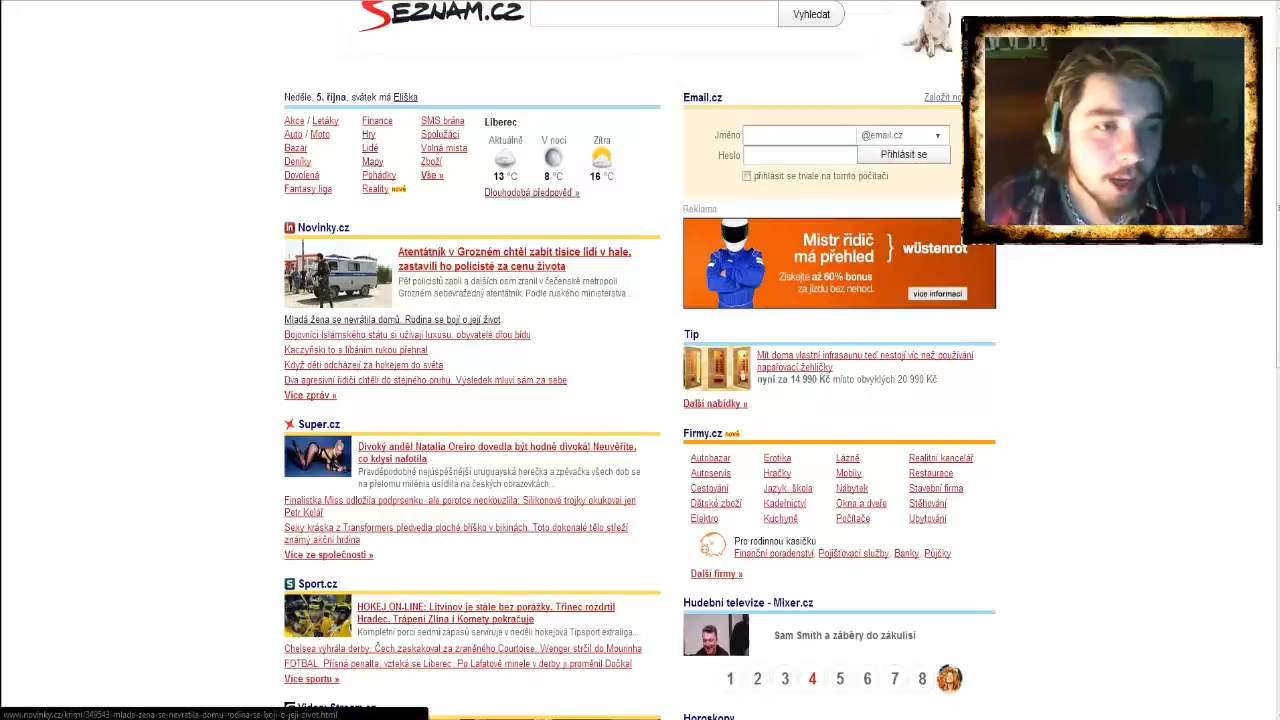 SEZNAM.CZ
Vyhledat
Neděle, 5. října, svátek má Eliška
Akce / Letáky
Auto / Moto
Bazar
Deníky
Dovolená
Fantasy liga
Finance
Hry
Lidé
Mapy
Pohádky
Reality nové
SMS brána
Spolužáci
Volná místa
Zboží
Vše »
Liberec
Aktuálně
V noci
Zítra
13 °C
8 °C
16 °C
Dlouhodobá předpověď »
Novinky.cz
Atentátník v Grozném chtěl zabít tisíce lidí v hale,
zastavili ho policisté za cenu života
Pět policistů zabil a dalších osm zranil v čečenské metropoli
Grozném sebevražedný atentátník. Podle ruského ministerstva...
Mladá žena se nevrátila domů. Rodina se bojí o její život
Bojovníci Islámského státu si užívají luxusu, obyvatelé dřou bídu
Kaczyński to s líbáním rukou přehnal
Když děti odcházejí za hokejem do světa
Dva agresivní řidiči chtěli do stejného pruhu. Výsledek mluví sám za sebe
Více zpráv »
Super.cz
Divoký anděl Natalia Oreiro dovedla být hodně divoká! Neuvěříte,
co kdysi nafotila
Pravděpodobně nejúspěšnější uruguayská herečka a zpěvačka všech dob se
na přelomu milénia usídlila na českých obrazovkách...
Finalistka Miss odložila podprsenku, ale porotce neokouzlila: Silikonové trojky okukoval jen
Petr Kolář
Sexy kráska z Transformers předvedla ploché bříško v bikinách. Toto dokonalé tělo střeží
známý akční hrdina
Více ze společnosti »
Sport.cz
HOKEJ ON-LINE: Litvínov je stále bez porážky, Třinec rozdrtil
Hradec. Trápení Zlína i Komety pokračuje
Kompletní porci sedmi zápasů servíruje v neděli hokejová Tipsport extraliga...
Chelsea vyhrála derby. Čech zaskakoval za zraněného Courtoise, Wenger strčil do Mourinha
FOTBAL: Přísná penalta, vzteká se Liberec. Po Lafatově minele v derby ji proměnil Dočkal
Více sportu »
www.novinky.cz/krimi/349543-mlada-zena-se-nevratila-domu-rodina-se-boji-o-jeji-zivot.html
Email.cz
Založit
Jméno
@email.cz
Heslo
Přihlásit se
přihlásit se trvale na tomto počítači
Reklama
Mistr řidič
má přehled
wüstenrot
Získejte až 60% bonus
za jízdu bez nehod.
více informací
Tip
Mít doma vlastní infrasaunu teď nestojí víc než používání
napařovací žehličky
nyní za 14 990 Kč místo obvyklých 20 990 Kč
Další nabídky »
Firmy.cz nové
Autobazar
Autoservis
Cestování
Dětské zboží
Elektro
Erotika
Hračky
Jazyk. škola
Kadeřnictví
Kuchyně
Lázně
Mobily
Nábytek
Okna a dveře
Počítače
Realitní kancelář
Restaurace
Stavební firma
Stěhování
Ubytování
Pro rodinnou kasičku
Finanční poradenství, Pojišťovací služby, Banky, Půjčky
Další firmy »
Hudební televize - Mixer.cz
Sam Smith a záběry do zákulisí
1 2 3 4 5 6 7 8
Horoskopy